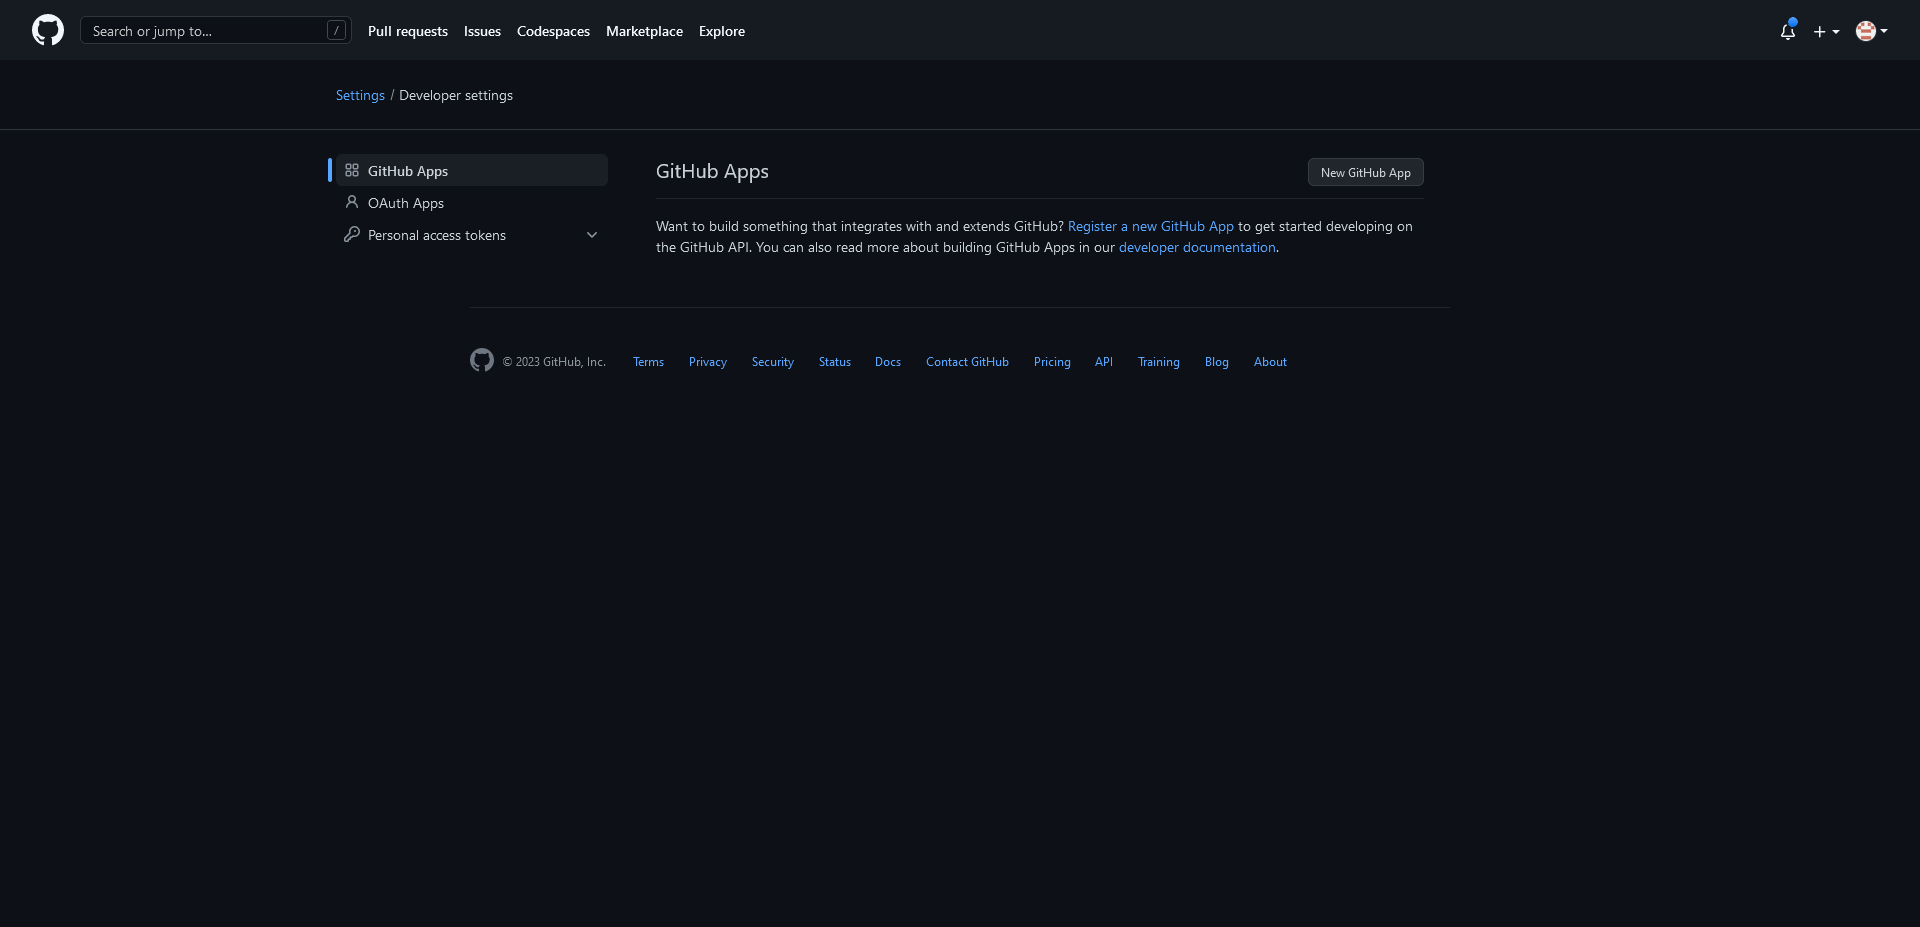 Search or jump to... /
Pull requests Issues Codespaces Marketplace Explore
Settings / Developer settings
GitHub Apps
OAuth Apps
Personal access tokens
GitHub Apps
New GitHub App
Want to build something that integrates with and extends GitHub? Register a new GitHub App to get started developing on
the GitHub API. You can also read more about building GitHub Apps in our developer documentation.
© 2023 GitHub, Inc. Terms Privacy Security Status Docs Contact GitHub Pricing API Training Blog About